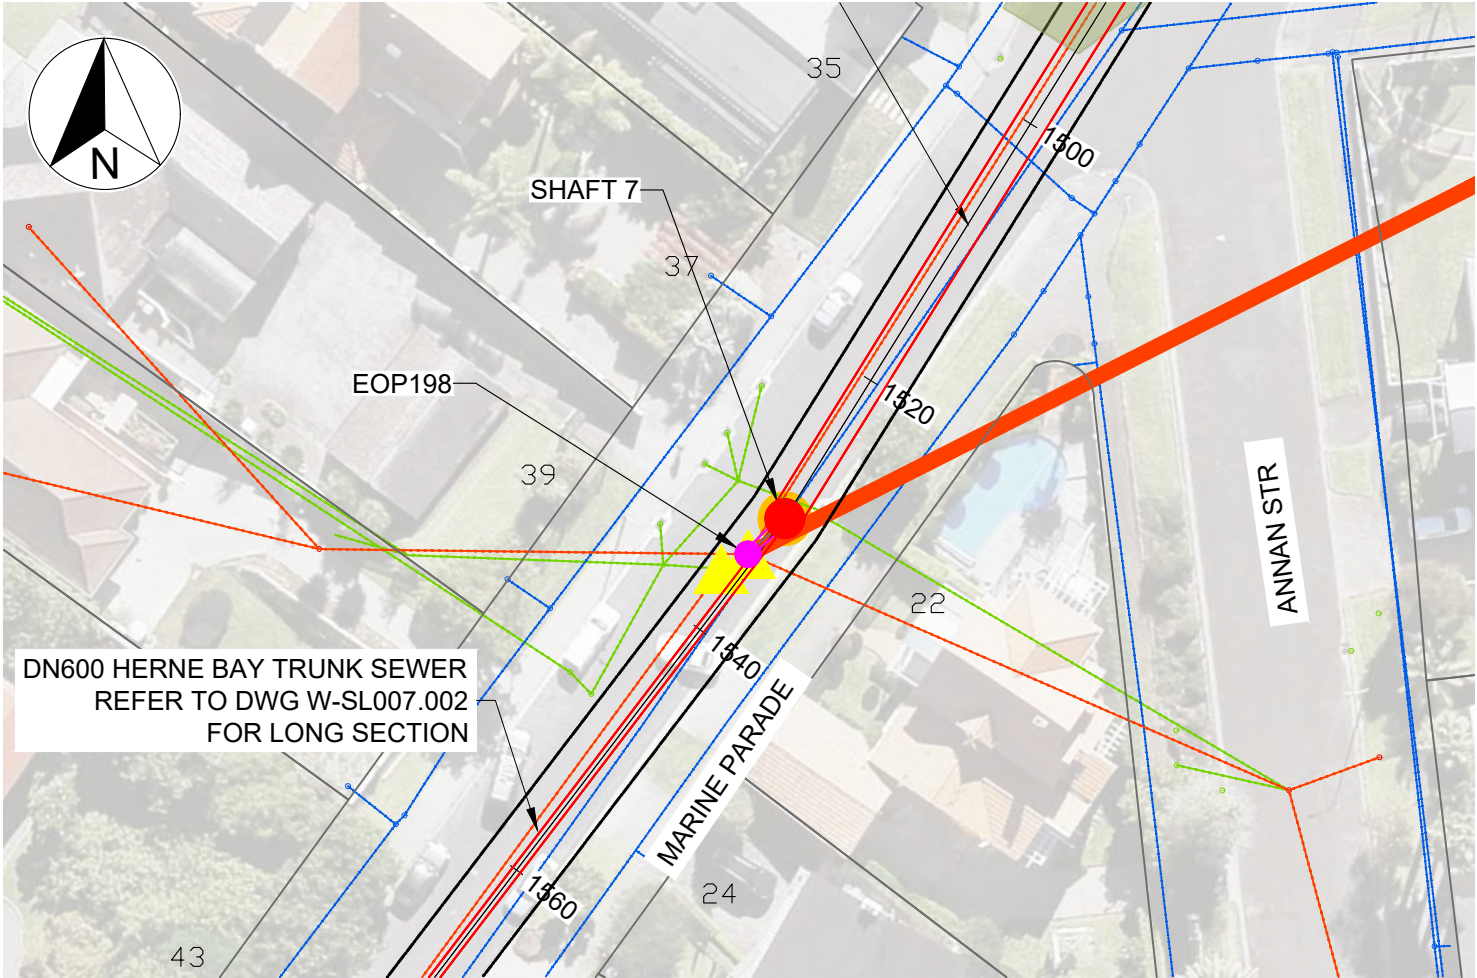 35
N
1500
SHAFT 7
37
EOP198
1520
39
ANNAN STR
22
DN600 HERNE BAY TRUNK SEWER
REFER TO DWG W-SL007.002
FOR LONG SECTION
1540
MARINE PARADE
1560
24
43